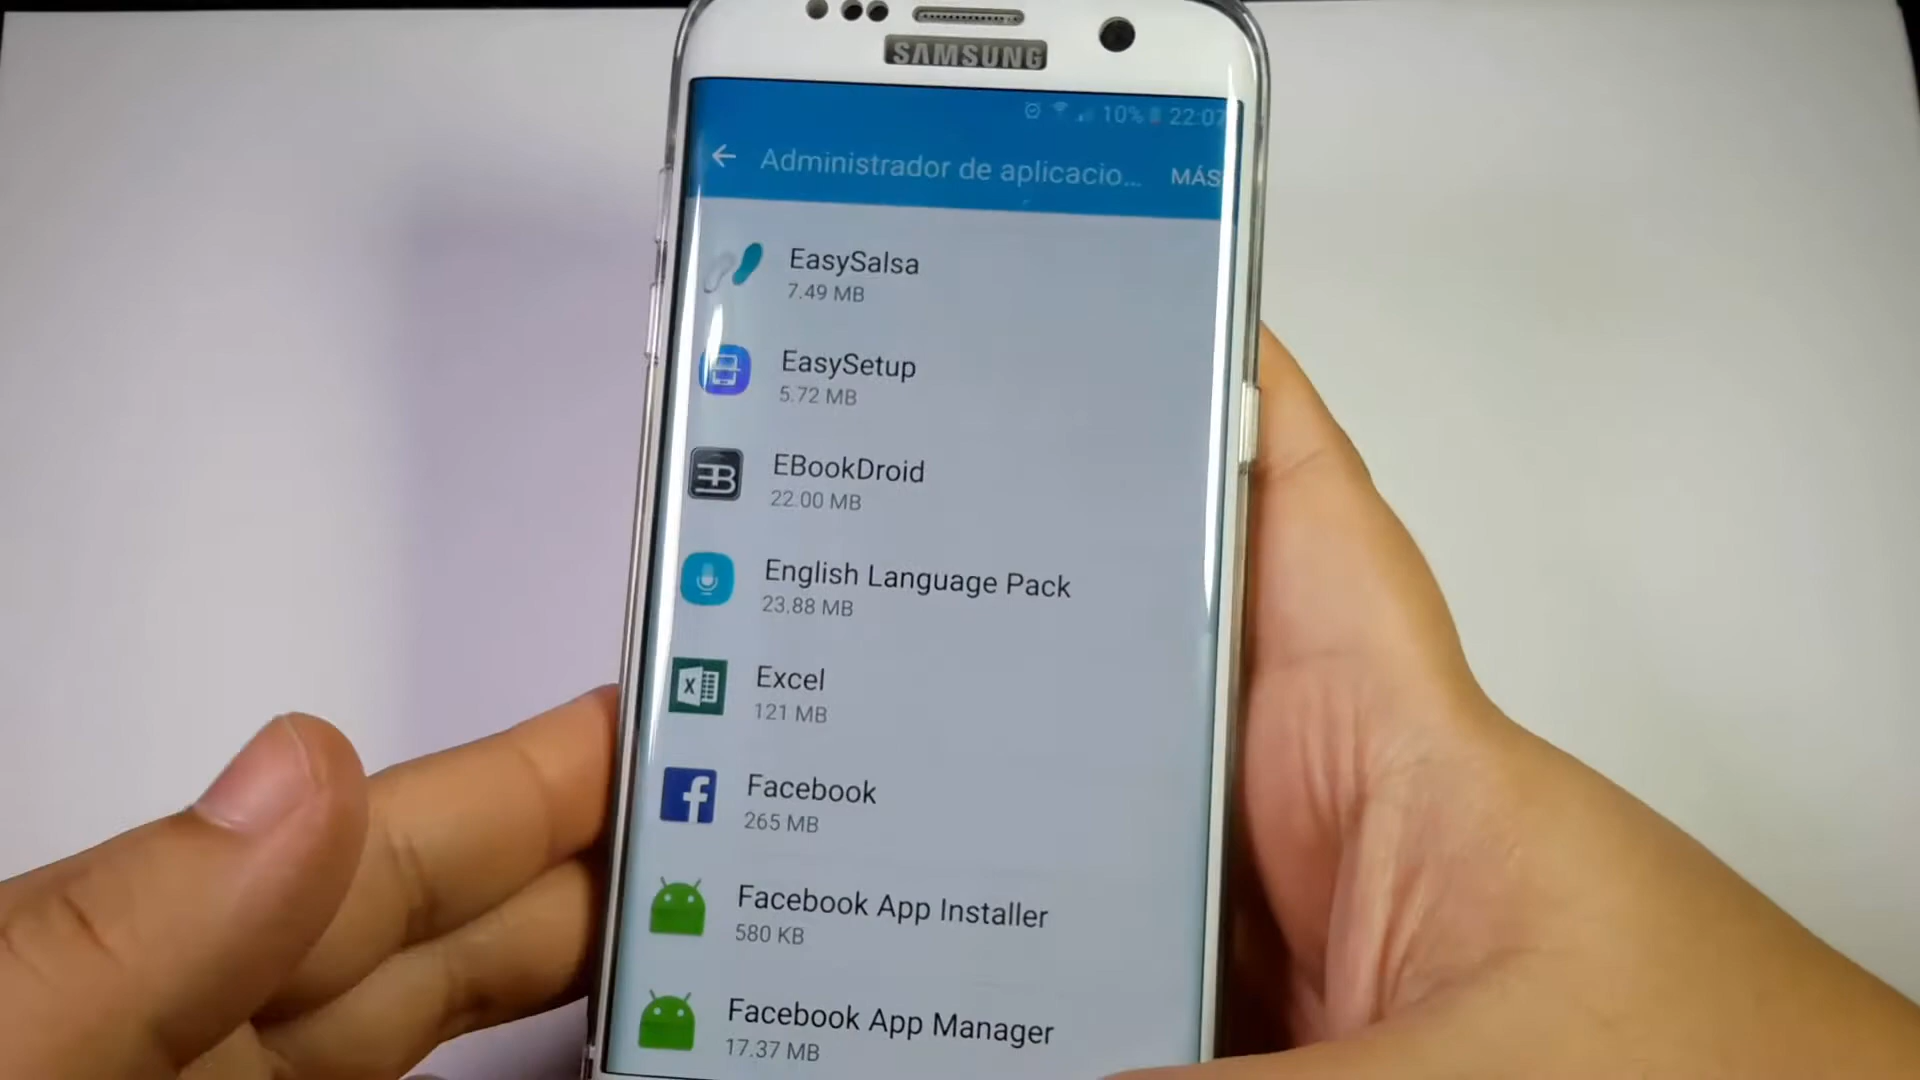 SAMSUNG
10% 22:07
Administrador de aplicacio... MÁS
EasySalsa
7.49 MB
EasySetup
5.72 MB
EBookDroid
22.00 MB
English Language Pack
23.88 MB
Excel
121 MB
Facebook
265 MB
Facebook App Installer
580 KB
Facebook App Manager
17.37 MB